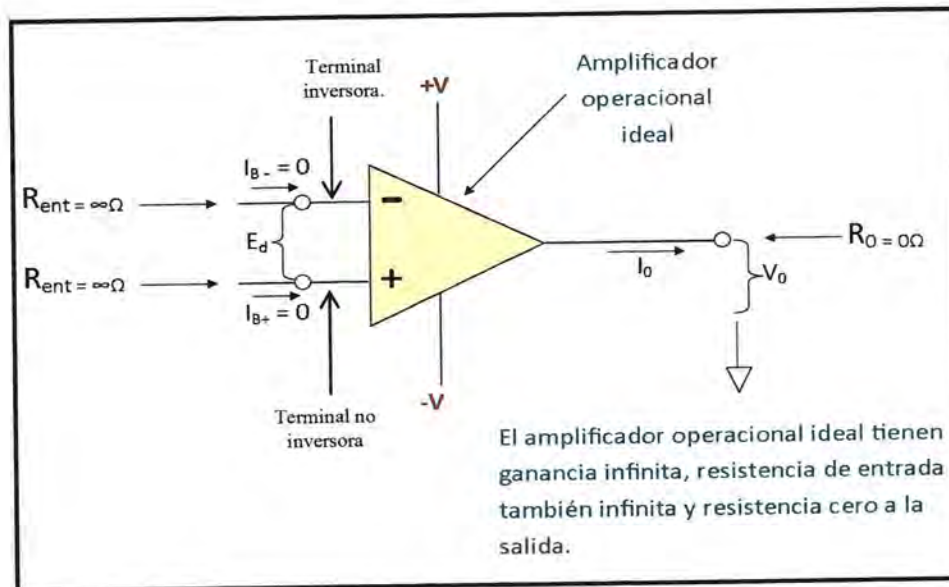 Terminal
inversora.
+V
Amplificador
operacional
ideal
I_B- = 0
R_ent = ∞Ω
−
E_d
R_ent = ∞Ω
+
I_B+ = 0
I_0
R_0 = 0Ω
V_0
-V
Terminal no
inversora
El amplificador operacional ideal tienen
ganancia infinita, resistencia de entrada
también infinita y resistencia cero a la
salida.